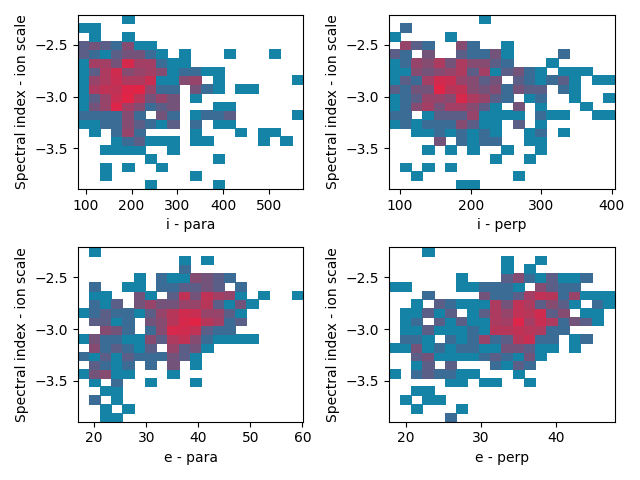 Spectral index - ion scale
−2.5
−3.0
−3.5
100 200 300 400 500
i - para
Spectral index - ion scale
−2.5
−3.0
−3.5
100 200 300 400
i - perp
Spectral index - ion scale
−2.5
−3.0
−3.5
20 30 40 50 60
e - para
Spectral index - ion scale
−2.5
−3.0
−3.5
20 30 40
e - perp